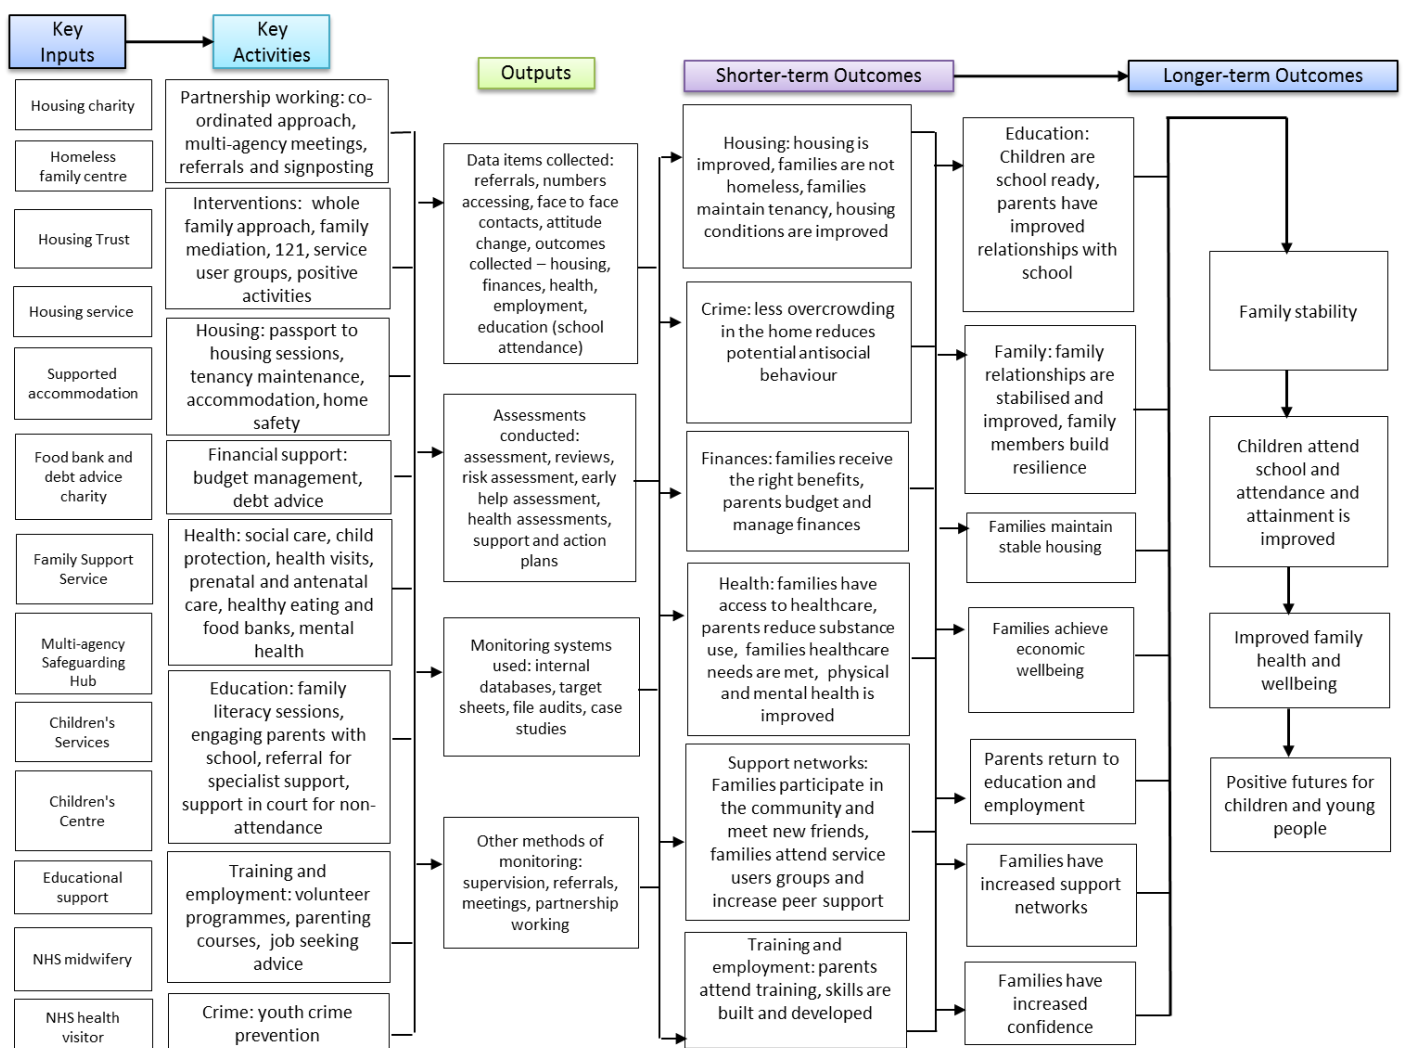 Key
Inputs
Key
Activities
Outputs
Shorter-term Outcomes
Longer-term Outcomes
Housing charity
Homeless
family centre
Housing Trust
Housing service
Supported
accommodation
Food bank and
debt advice
charity
Family Support
Service
Multi-agency
Safeguarding
Hub
Children's
Services
Children's
Centre
Educational
support
NHS midwifery
NHS health
visitor
Partnership working: co-
ordinated approach,
multi-agency meetings,
referrals and signposting
Interventions: whole
family approach, family
mediation, 121, service
user groups, positive
activities
Housing: passport to
housing sessions,
tenancy maintenance,
accommodation, home
safety
Financial support:
budget management,
debt advice
Health: social care, child
protection, health visits,
prenatal and antenatal
care, healthy eating and
food banks, mental
health
Education: family
literacy sessions,
engaging parents with
school, referral for
specialist support,
support in court for non-
attendance
Training and
employment: volunteer
programmes, parenting
courses, job seeking
advice
Crime: youth crime
prevention
Data items collected:
referrals, numbers
accessing, face to face
contacts, attitude
change, outcomes
collected – housing,
finances, health,
employment,
education (school
attendance)
Assessments
conducted:
assessment, reviews,
risk assessment, early
help assessment,
health assessments,
support and action
plans
Monitoring systems
used: internal
databases, target
sheets, file audits, case
studies
Other methods of
monitoring:
supervision, referrals,
meetings, partnership
working
Housing: housing is
improved, families are not
homeless, families
maintain tenancy, housing
conditions are improved
Crime: less overcrowding
in the home reduces
potential antisocial
behaviour
Finances: families receive
the right benefits,
parents budget and
manage finances
Health: families have
access to healthcare,
parents reduce substance
use, families healthcare
needs are met, physical
and mental health is
improved
Support networks:
Families participate in
the community and
meet new friends,
families attend service
users groups and
increase peer support
Training and
employment: parents
attend training, skills are
built and developed
Education:
Children are
school ready,
parents have
improved
relationships with
school
Family: family
relationships are
stabilised and
improved, family
members build
resilience
Families maintain
stable housing
Families achieve
economic
wellbeing
Parents return to
education and
employment
Families have
increased support
networks
Families have
increased
confidence
Family stability
Children attend
school and
attendance and
attainment is
improved
Improved family
health and
wellbeing
Positive futures for
children and young
people